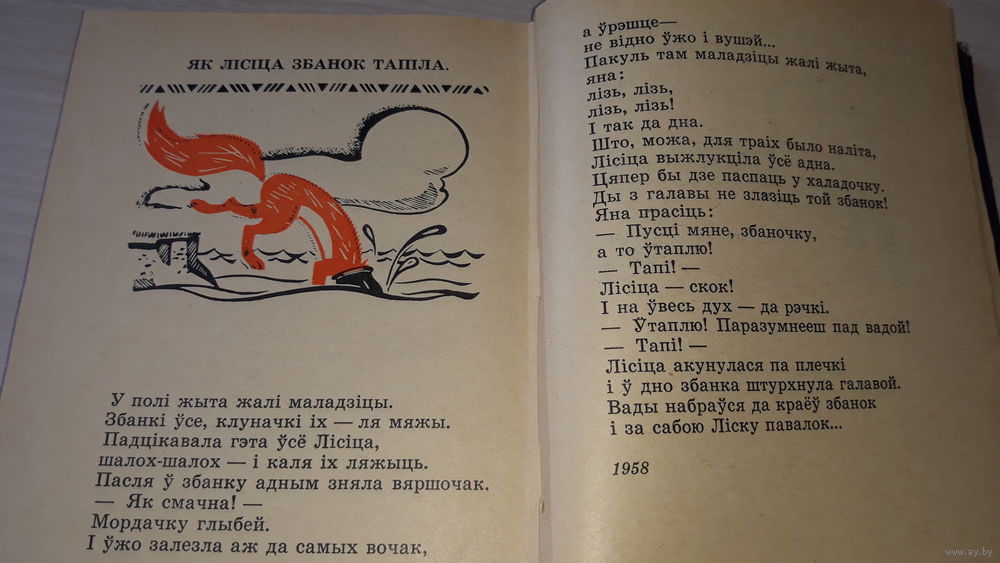 ЯК ЛІСІЦА ЗБАНОК ТАПІЛА.
У полі жыта жалі маладзіцы.
Збанкі ўсе, клуначкі іх — ля мяжы.
Падцікавала гэта ўсё Лісіца,
шалох-шалох — і каля іх ляжыць.
Пасля ў збанку адным зняла вяршочак.
— Як смачна! —
Мордачку глыбей.
І ўжо залезла аж да самых вочак,
а ўрэшце—
не відно ўжо і вушэй...
Пакуль там маладзіцы жалі жыта,
яна:
лізь, лізь,
лізь, лізь!
І так да дна.
Што, можа, для траіх было наліта,
Лісіца выжлукціла ўсё адна.
Цяпер бы дзе паспаць у халадочку.
Ды з галавы не злазіць той збанок!
Яна прасіць:
— Пусці мяне, збаночку,
а то ўтаплю!
— Тапі! —
Лісіца — скок!
І на ўвесь дух — да рэчкі.
— Ўтаплю! Паразумнееш пад вадой!
— Тапі! —
Лісіца акунулася па плечкі
і ў дно збанка штурхнула галавой.
Вады набраўся да краёў збанок
і за сабою Ліску павалок...
1958
www.ay.by